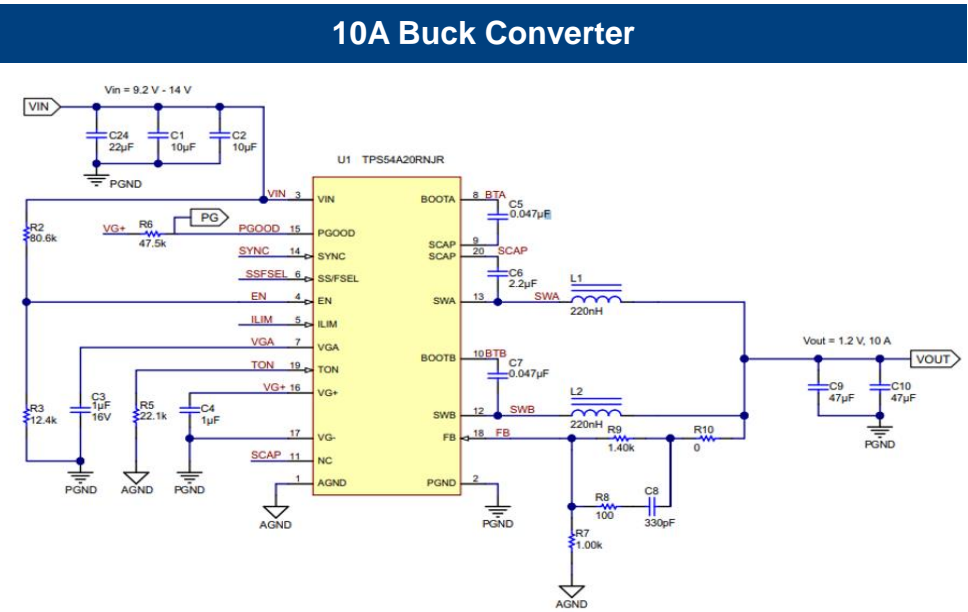 10A Buck Converter
Vin = 9.2 V - 14 V
VIN
C24
22µF
C1
10µF
C2
10µF
PGND
U1 TPS54A20RNJR
VIN 3 VIN
R2
80.6k
VG+
R6
47.5k
PG
PGOOD 15 PGOOD
SYNC 14 SYNC
SSFSEL 6 SS/FSEL
EN 4 EN
ILIM 5 ILIM
VGA 7 VGA
TON 19 TON
VG+ 16 VG+
17 VG-
SCAP 11 NC
1 AGND
BOOTA 8 BTA
C5
0.047µF
SCAP 9
SCAP 20 SCAP
C6
2.2µF
SWA 13 SWA
L1
220nH
BOOTB 10 BTB
C7
0.047µF
L2
220nH
SWB 12 SWB
FB 18 FB
PGND 2
Vout = 1.2 V, 10 A
VOUT
C9
47µF
C10
47µF
PGND
R3
12.4k
C3
1µF
16V
R5
22.1k
C4
1µF
PGND
AGND
PGND
AGND
PGND
R9
1.40k
R10
0
R8
100
C8
330pF
R7
1.00k
AGND